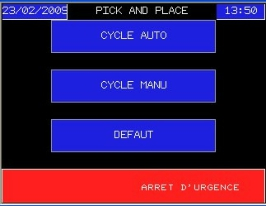 23/02/2009 PICK AND PLACE 13:50
CYCLE AUTO
CYCLE MANU
DEFAUT
ARRET D'URGENCE